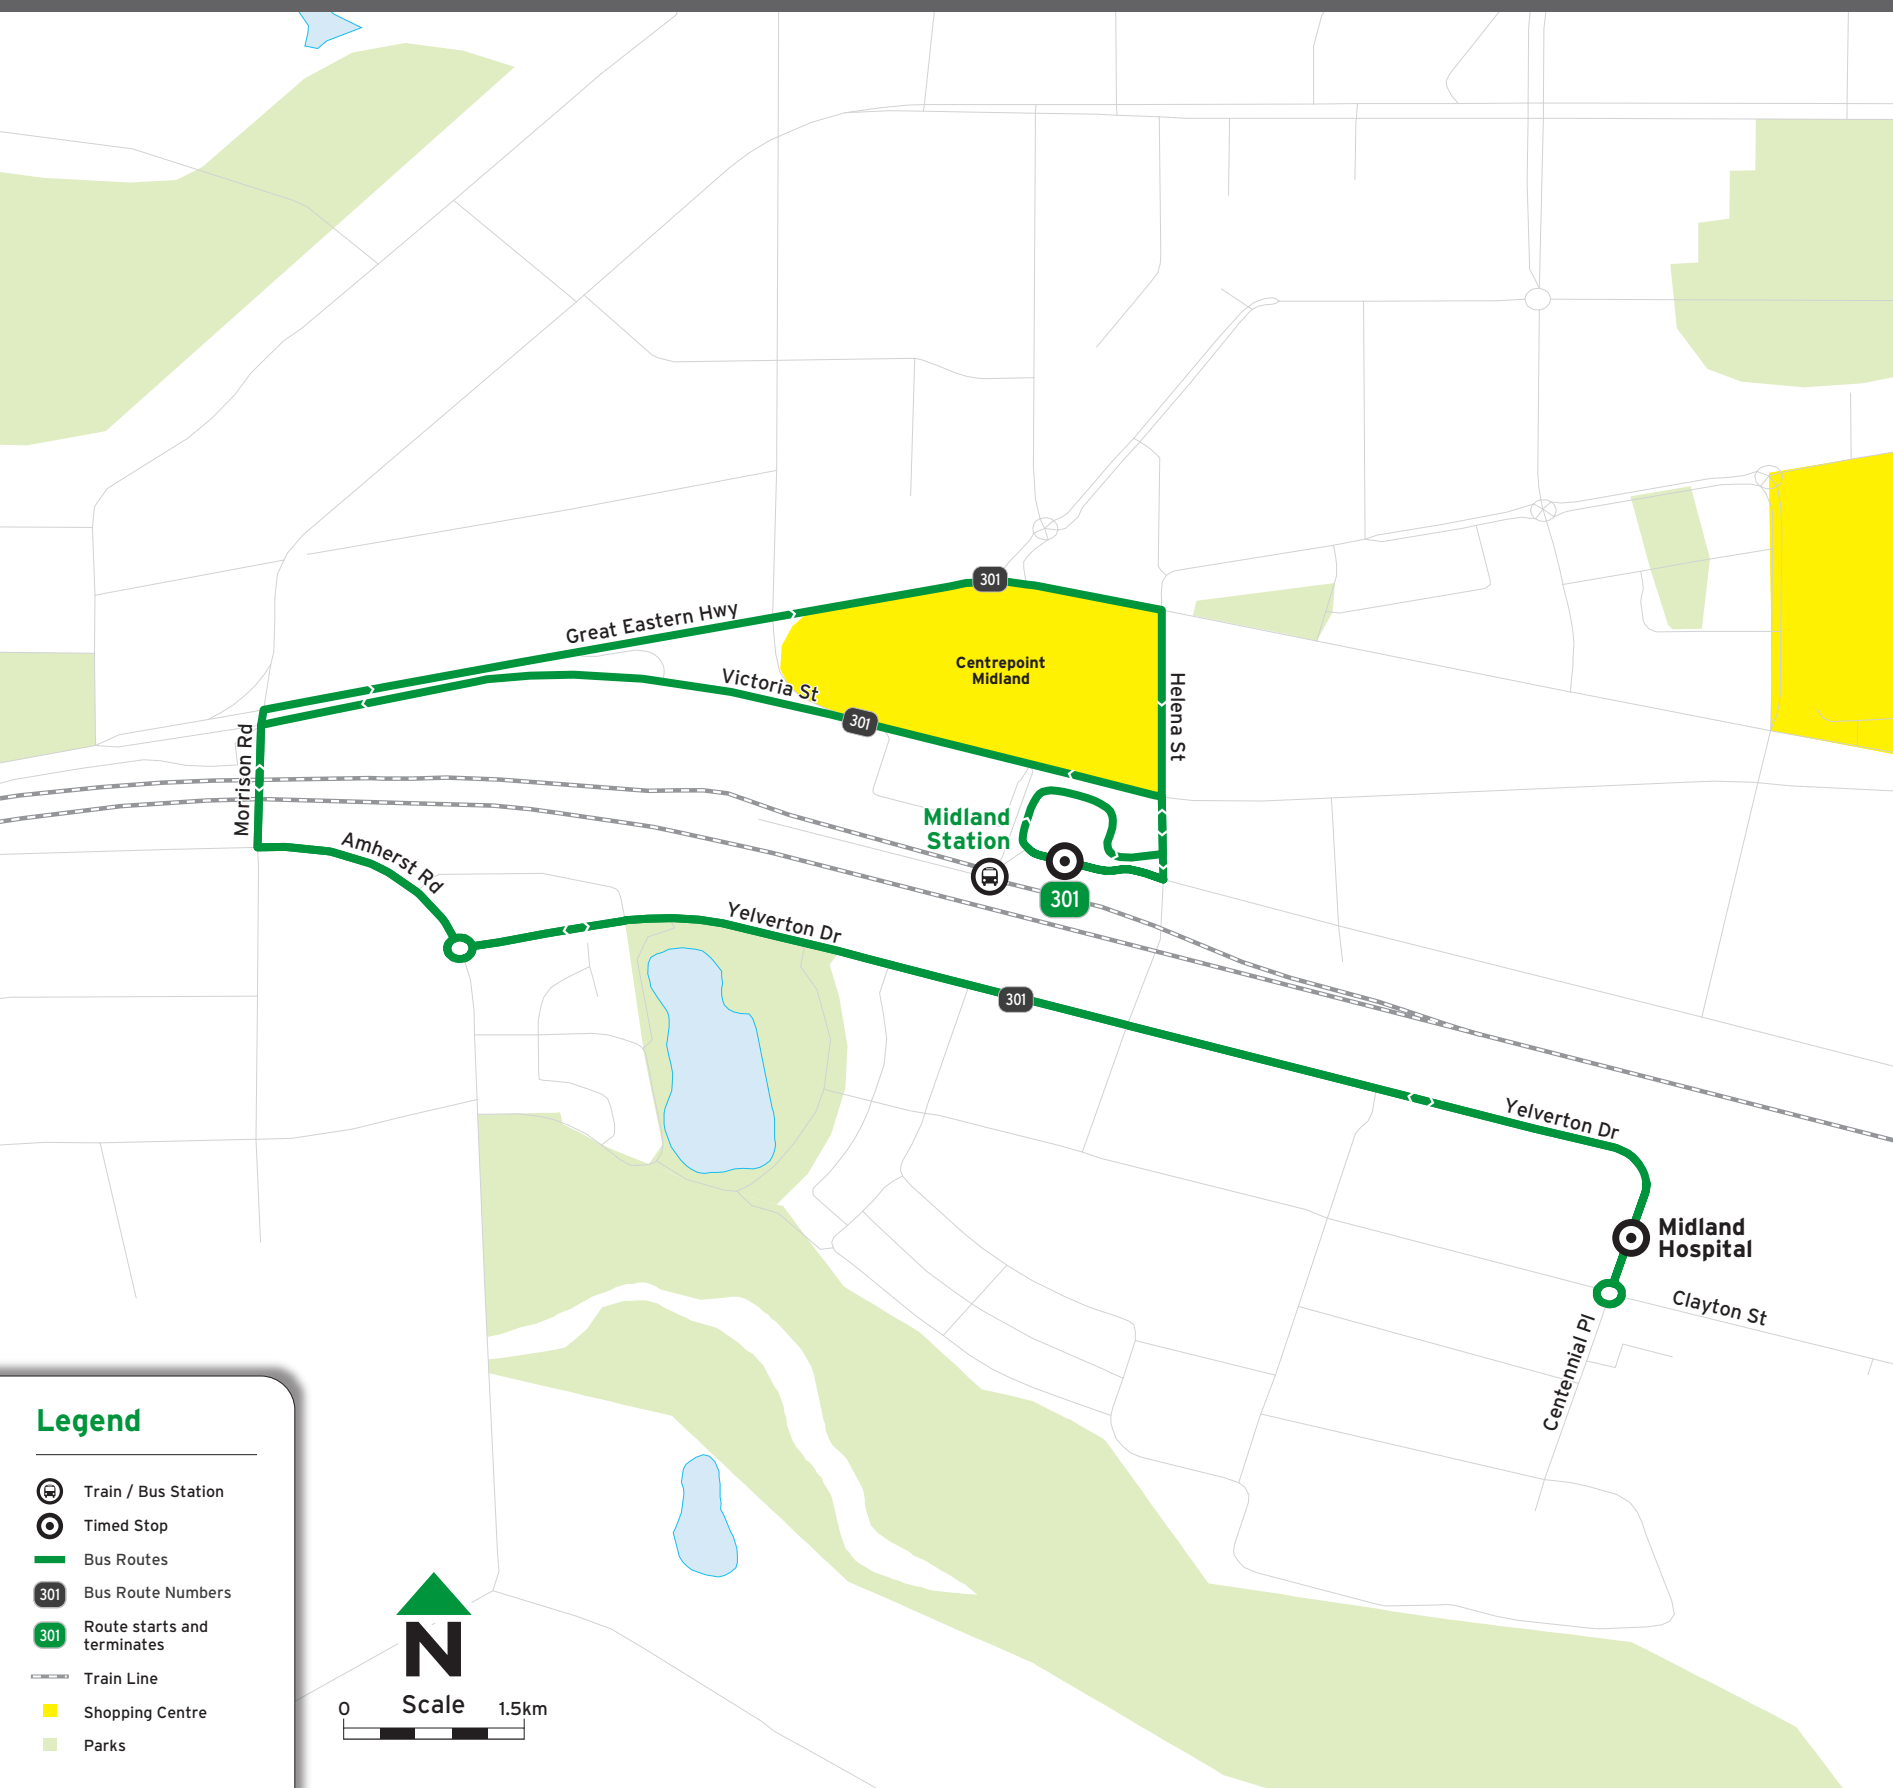 301
Great Eastern Hwy
Centrepoint
Midland
Victoria St
301
Helena St
Morrison Rd
Midland
Station
Amherst Rd
301
Yelverton Dr
301
Yelverton Dr
Midland
Hospital
Clayton St
Centennial Pl
Legend
Train / Bus Station
Timed Stop
Bus Routes
301 Bus Route Numbers
301 Route starts and
terminates
Train Line
Shopping Centre
Parks
N
Scale
0 1.5km